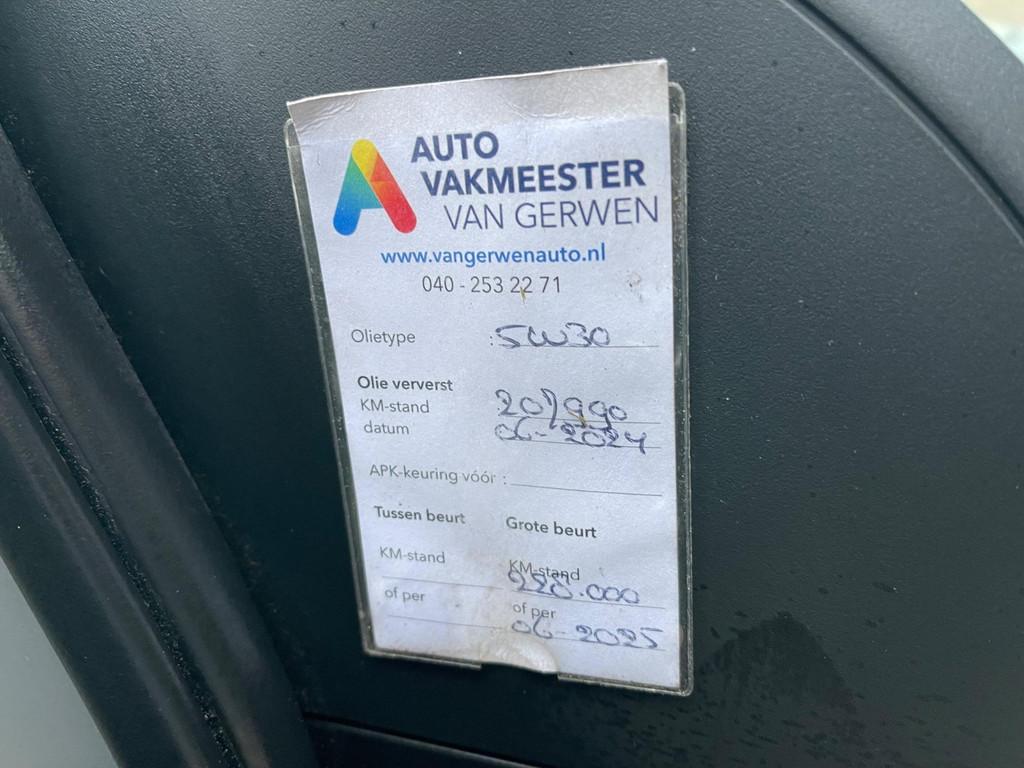 AUTO
VAKMEESTER
VAN GERWEN
www.vangerwenauto.nl
040 - 253 22 71
Olietype : 5W30
Olie ververst
KM-stand 207990
datum 06-2024
APK-keuring vóór :
Tussen beurt Grote beurt
KM-stand KM-stand
220.000
of per of per
06-2025